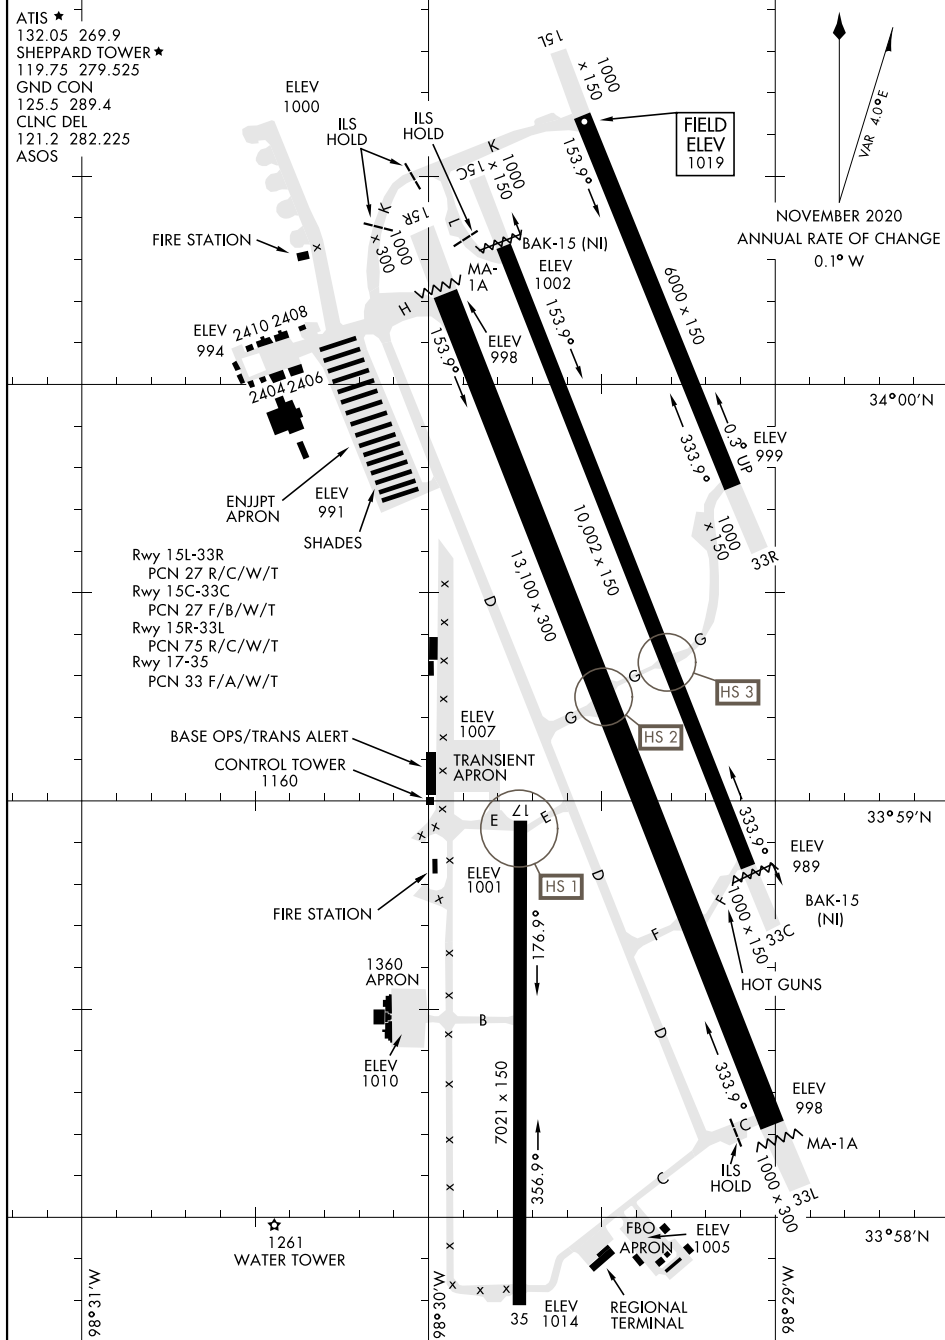 ATIS ★
132.05 269.9
SHEPPARD TOWER ★
119.75 279.525
GND CON
125.5 289.4
CLNC DEL
121.2 282.225
ASOS
ELEV
1000
ILS
HOLD
ILS
HOLD
15L
1000
x 150
FIELD
ELEV
1019
VAR 4.0°E
NOVEMBER 2020
ANNUAL RATE OF CHANGE
0.1° W
K
15C
1000
x 150
153.9°
K
15R
1000
x 300
L
FIRE STATION
x
BAK-15 (NI)
ELEV
1002
MA-
1A
H
6000 x 150
ELEV
994
2410 2408
2404 2406
153.9°
ELEV
998
153.9°
34°00'N
333.9°
0.3° UP
ELEV
999
ENJJPT
APRON
ELEV
991
SHADES
1000
x 150
33R
10,002 x 150
13,100 x 300
Rwy 15L-33R
PCN 27 R/C/W/T
Rwy 15C-33C
PCN 27 F/B/W/T
Rwy 15R-33L
PCN 75 R/C/W/T
Rwy 17-35
PCN 33 F/A/W/T
x
D
x
x
G
G
G
HS 3
HS 2
x
x
x
ELEV
1007
BASE OPS/TRANS ALERT
CONTROL TOWER
1160
TRANSIENT
APRON
33°59'N
x
x
x
E
17
E
x
ELEV
1001
HS 1
D
333.9°
ELEV
989
BAK-15
(NI)
FIRE STATION
x
176.9°
F
F
1000 x 150
33C
HOT GUNS
x
x
x
1360
APRON
B
ELEV
1010
D
7021 x 150
x
x
x
356.9°
333.9°
ELEV
998
C
MA-1A
ILS
HOLD
C
1000 x 300
33L
1261
WATER TOWER
FBO
APRON
ELEV
1005
33°58'N
x
x
x
x
35
ELEV
1014
REGIONAL
TERMINAL
98°31'W
98°30'W
98°29'W